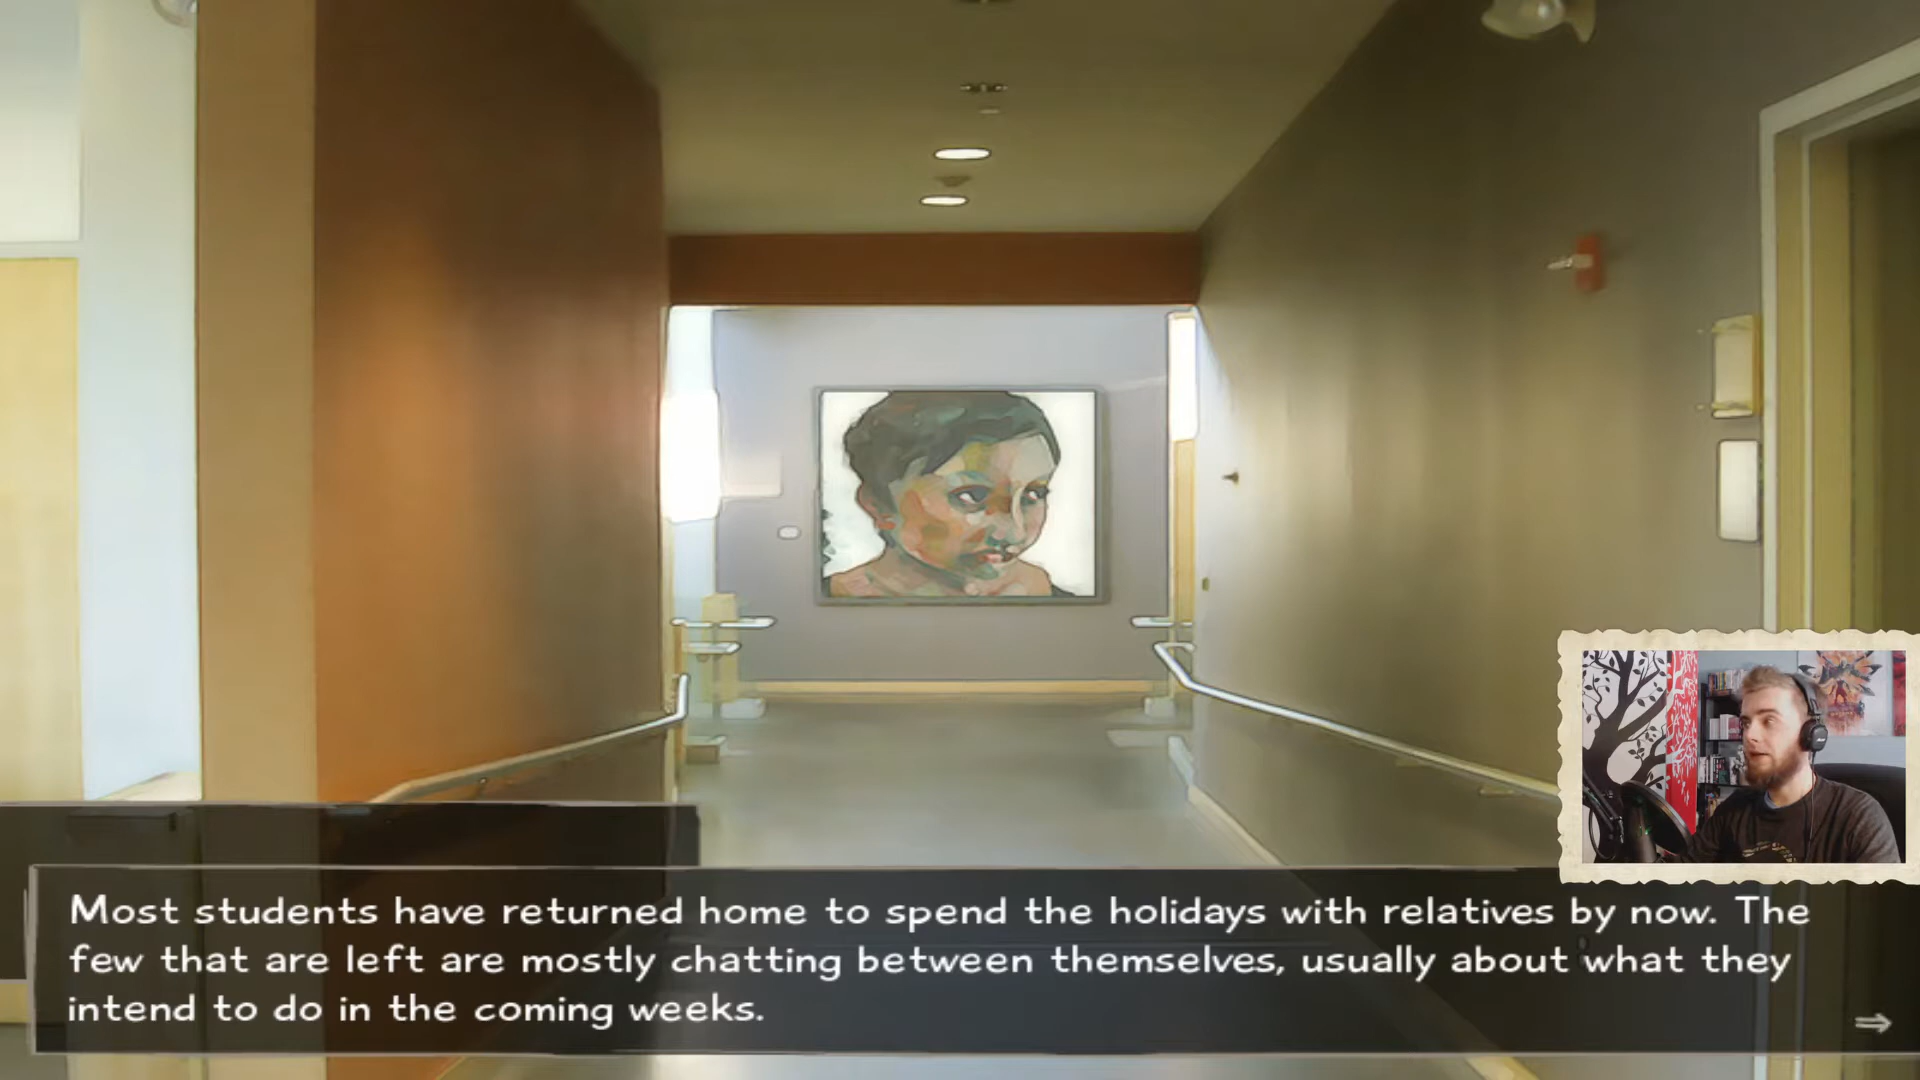 Most students have returned home to spend the holidays with relatives by now. The
few that are left are mostly chatting between themselves, usually about what they
intend to do in the coming weeks.